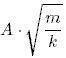 A · √(m/k)